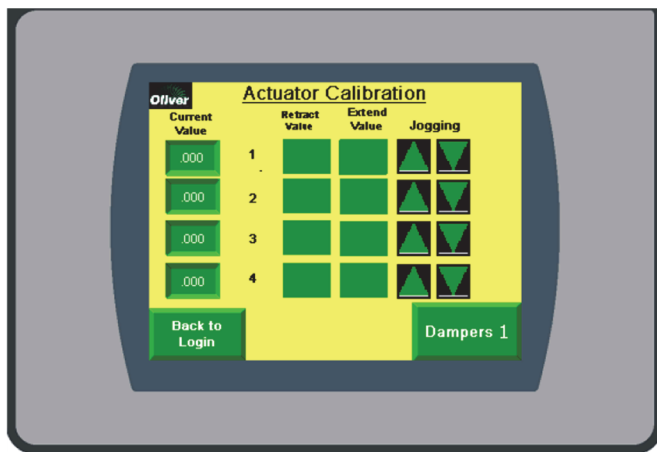 Oliver
Actuator Calibration
Current
Value
Retract
Value
Extend
Value
Jogging
.000
1
.000
2
.000
3
.000
4
Back to
Login
Dampers 1